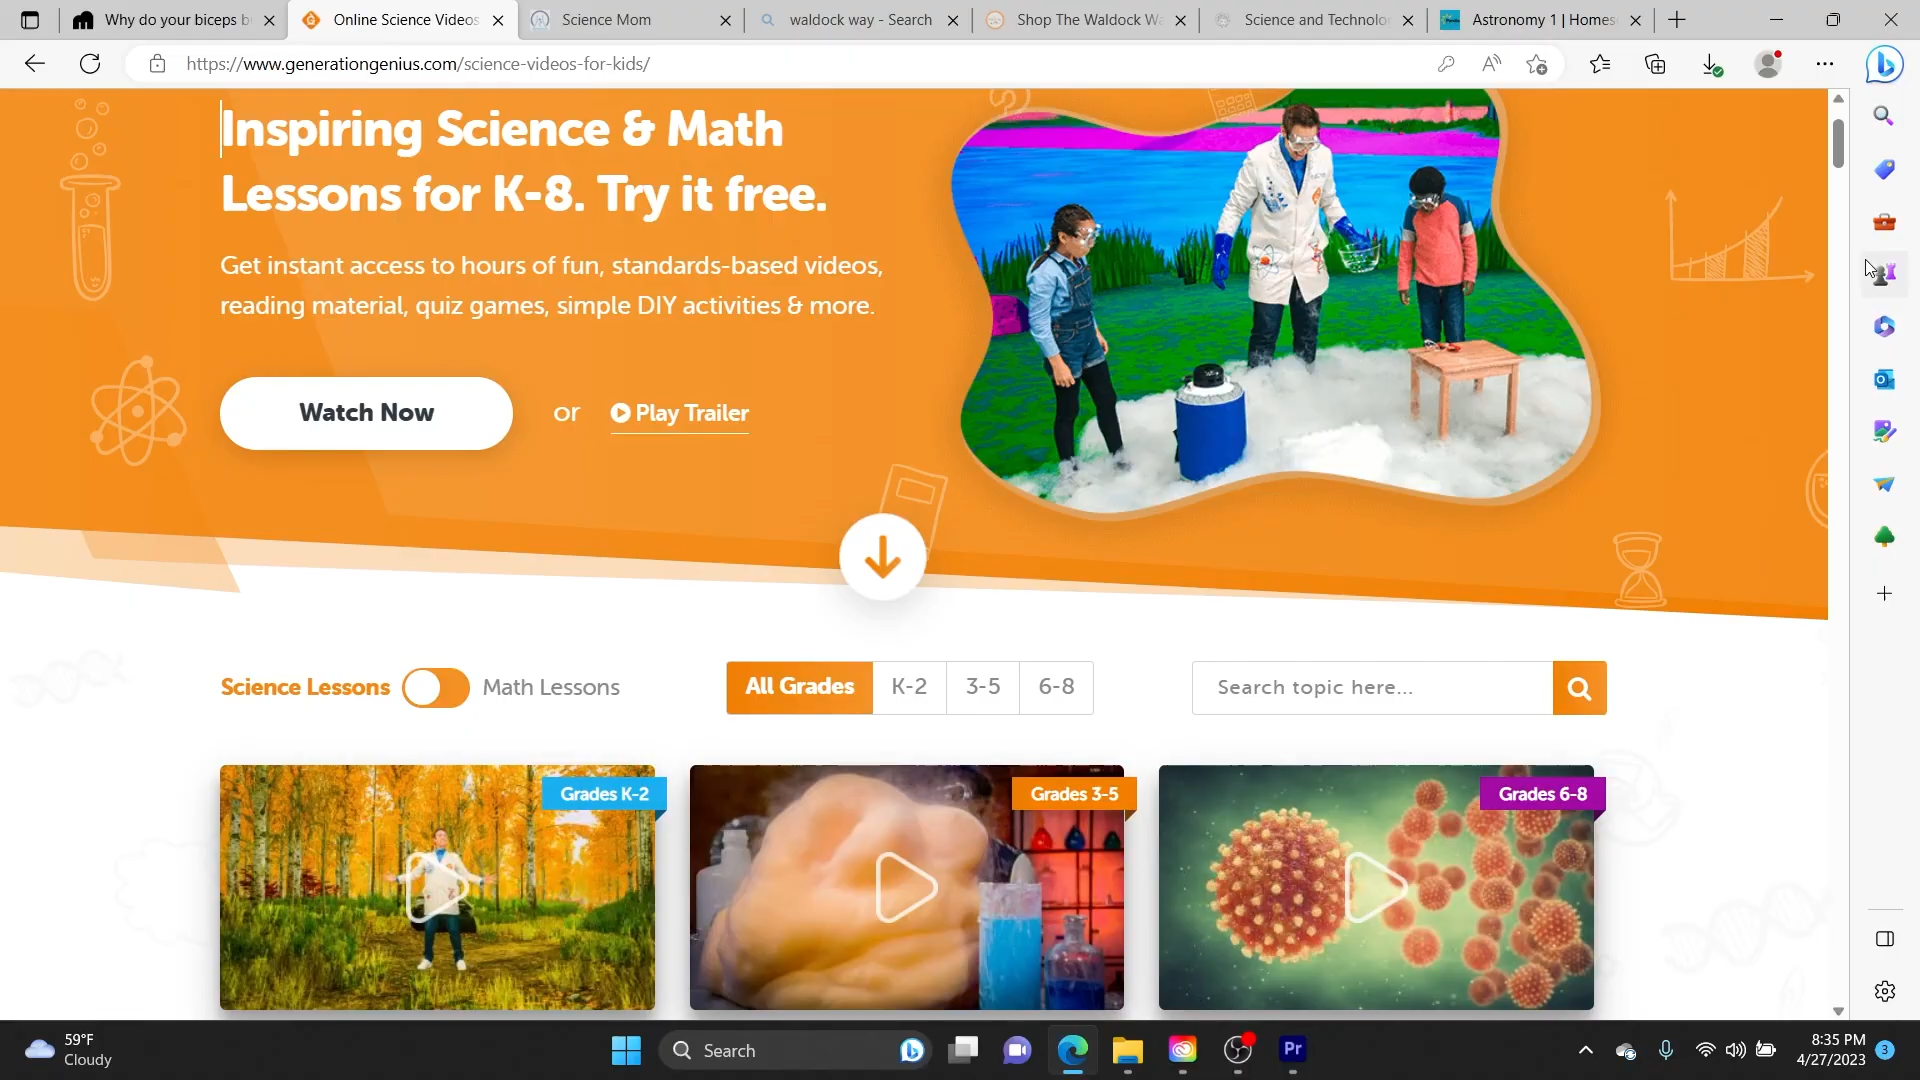 Why do your biceps b
Online Science Videos
Science Mom
waldock way - Search
Shop The Waldock Wa
Science and Technolo
Astronomy 1 | Homes
https://www.generationgenius.com/science-videos-for-kids/
Inspiring Science & Math
Lessons for K-8. Try it free.
Get instant access to hours of fun, standards-based videos,
reading material, quiz games, simple DIY activities & more.
Watch Now or Play Trailer
Science Lessons Math Lessons
All Grades K-2 3-5 6-8
Search topic here...
Grades K-2
Grades 3-5
Grades 6-8
59°F
Cloudy
Search
Pr
8:35 PM
4/27/2023
3